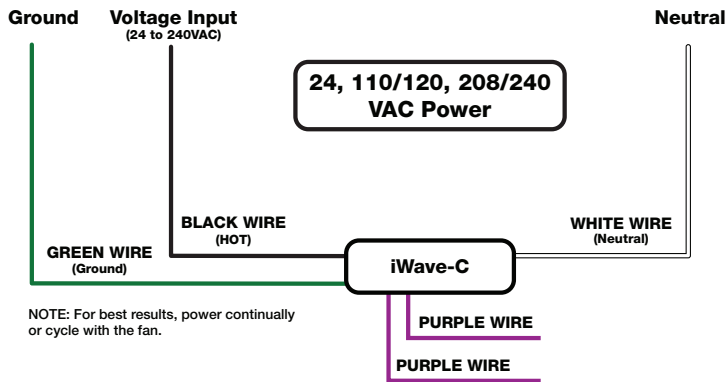 Ground
Voltage Input
(24 to 240VAC)
Neutral
24, 110/120, 208/240
VAC Power
BLACK WIRE
(HOT)
WHITE WIRE
(Neutral)
GREEN WIRE
(Ground)
iWave-C
NOTE: For best results, power continually
or cycle with the fan.
PURPLE WIRE
PURPLE WIRE